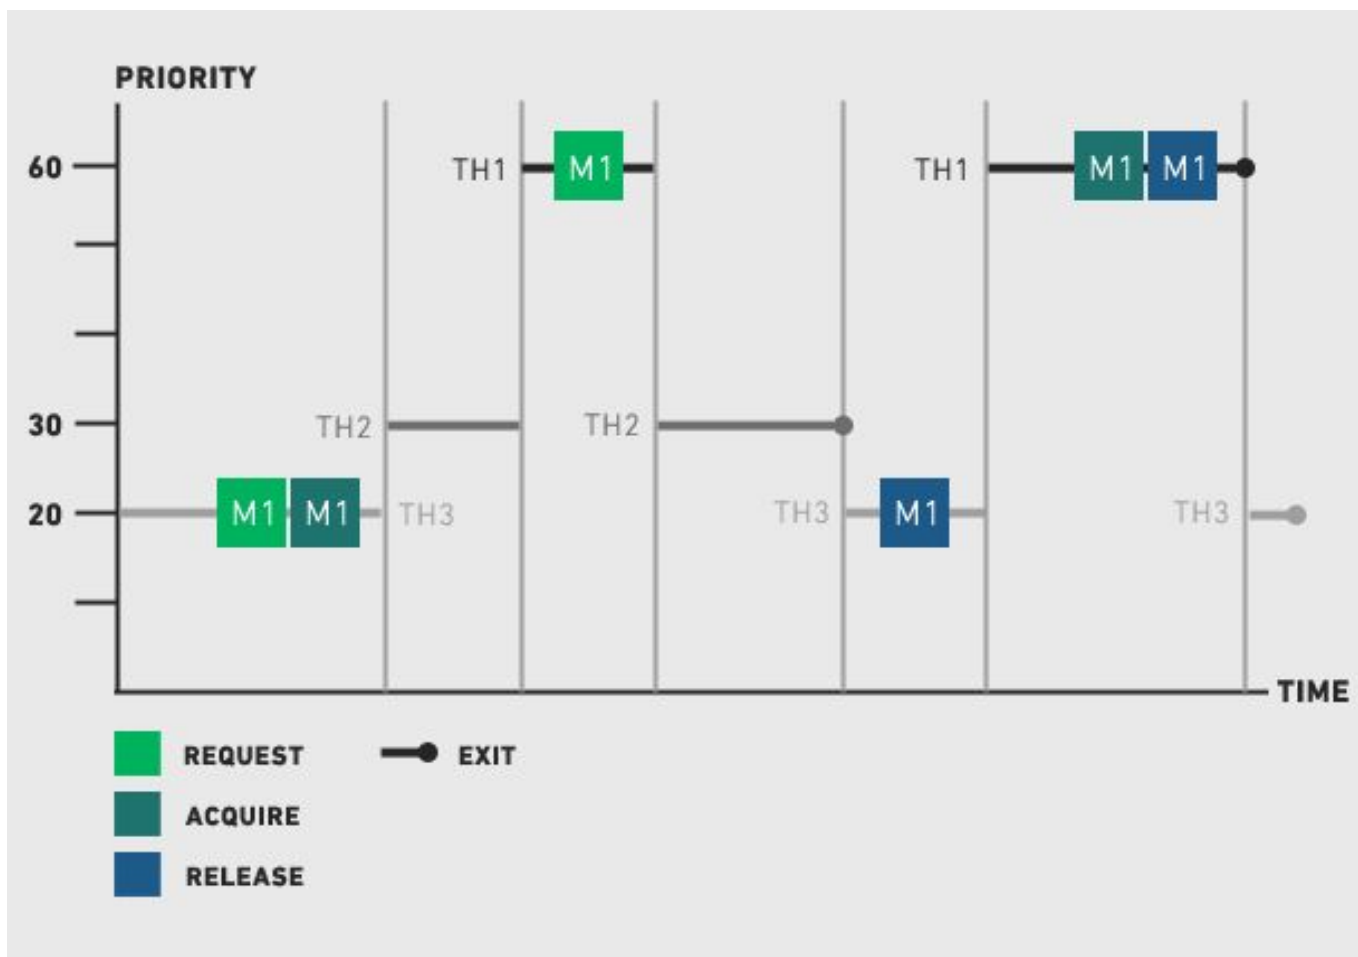 PRIORITY
60 TH1 M1 TH1 M1 M1
30 TH2 TH2
20 M1 M1 TH3 TH3 M1 TH3
TIME
REQUEST EXIT
ACQUIRE
RELEASE